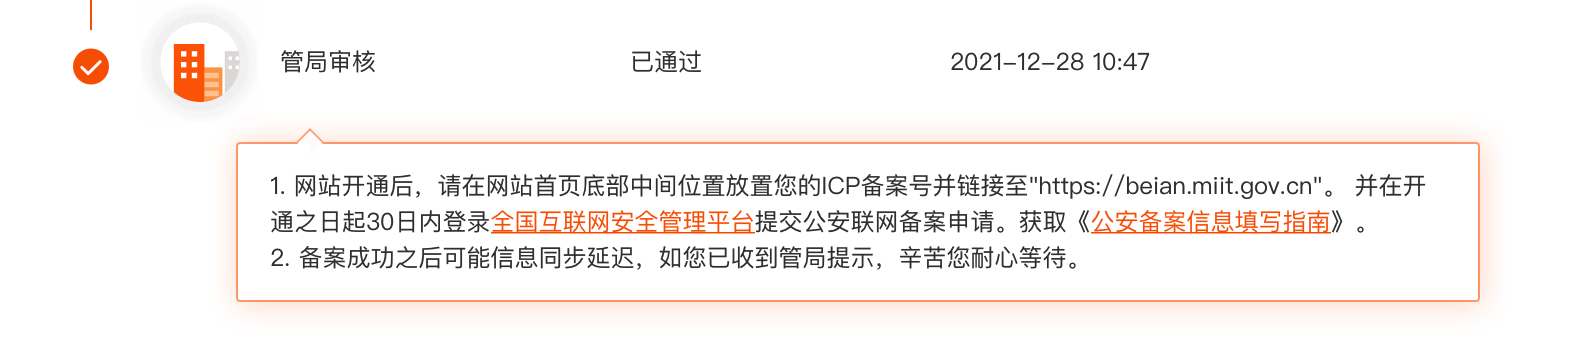 管局审核 已通过 2021-12-28 10:47
1. 网站开通后，请在网站首页底部中间位置放置您的ICP备案号并链接至"https://beian.miit.gov.cn"。 并在开
通之日起30日内登录全国互联网安全管理平台提交公安联网备案申请。获取《公安备案信息填写指南》。
2. 备案成功之后可能信息同步延迟，如您已收到管局提示，辛苦您耐心等待。